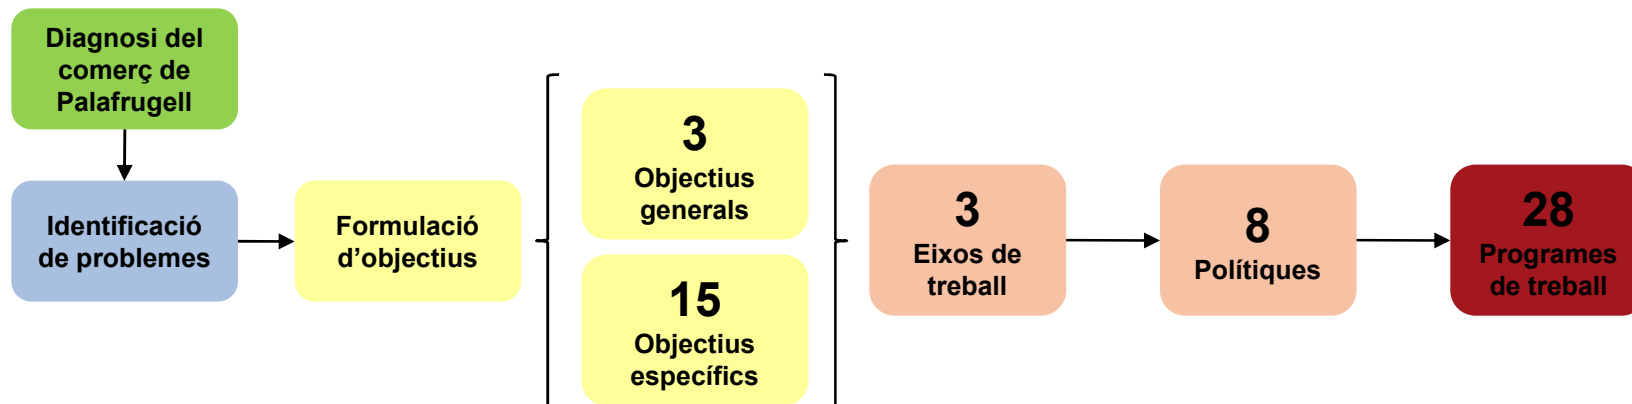 Diagnosi del
comerç de
Palafrugell
Identificació
de problemes
Formulació
d’objectius
3
Objectius
generals
15
Objectius
específics
3
Eixos de
treball
8
Polítiques
28
Programes
de treball